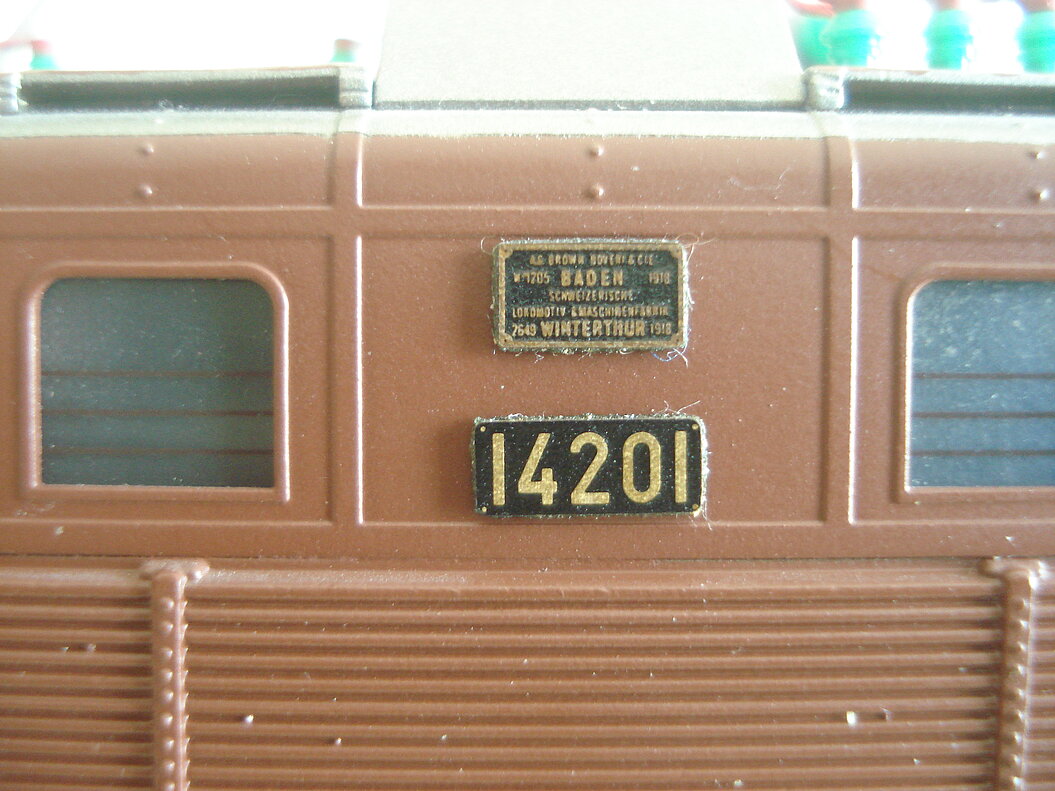 A.G. BROWN BOVERI & CIE
Nº 1205 BADEN 1918
SCHWEIZERISCHE
LOKOMOTIV & MASCHINENFABRIK
2649 WINTERTHUR 1918
14201